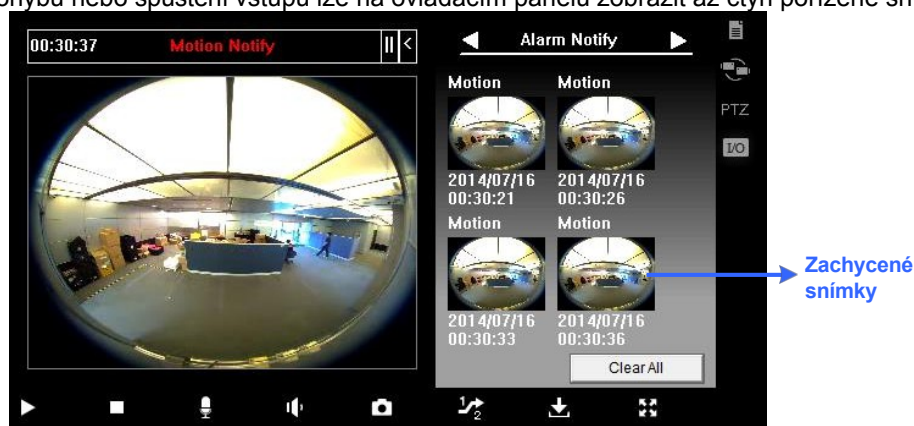 pohybu nebo spuštění vstupu lze na ovládacím panelu zobrazit až čtyři pořízené
00:30:37 Motion Notify || <
Alarm Notify
Motion Motion
2014/07/16 2014/07/16
00:30:21 00:30:26
Motion Motion
2014/07/16 2014/07/16
00:30:33 00:30:36
Clear All
PTZ
I/O
Zachycené
snímky
1/2